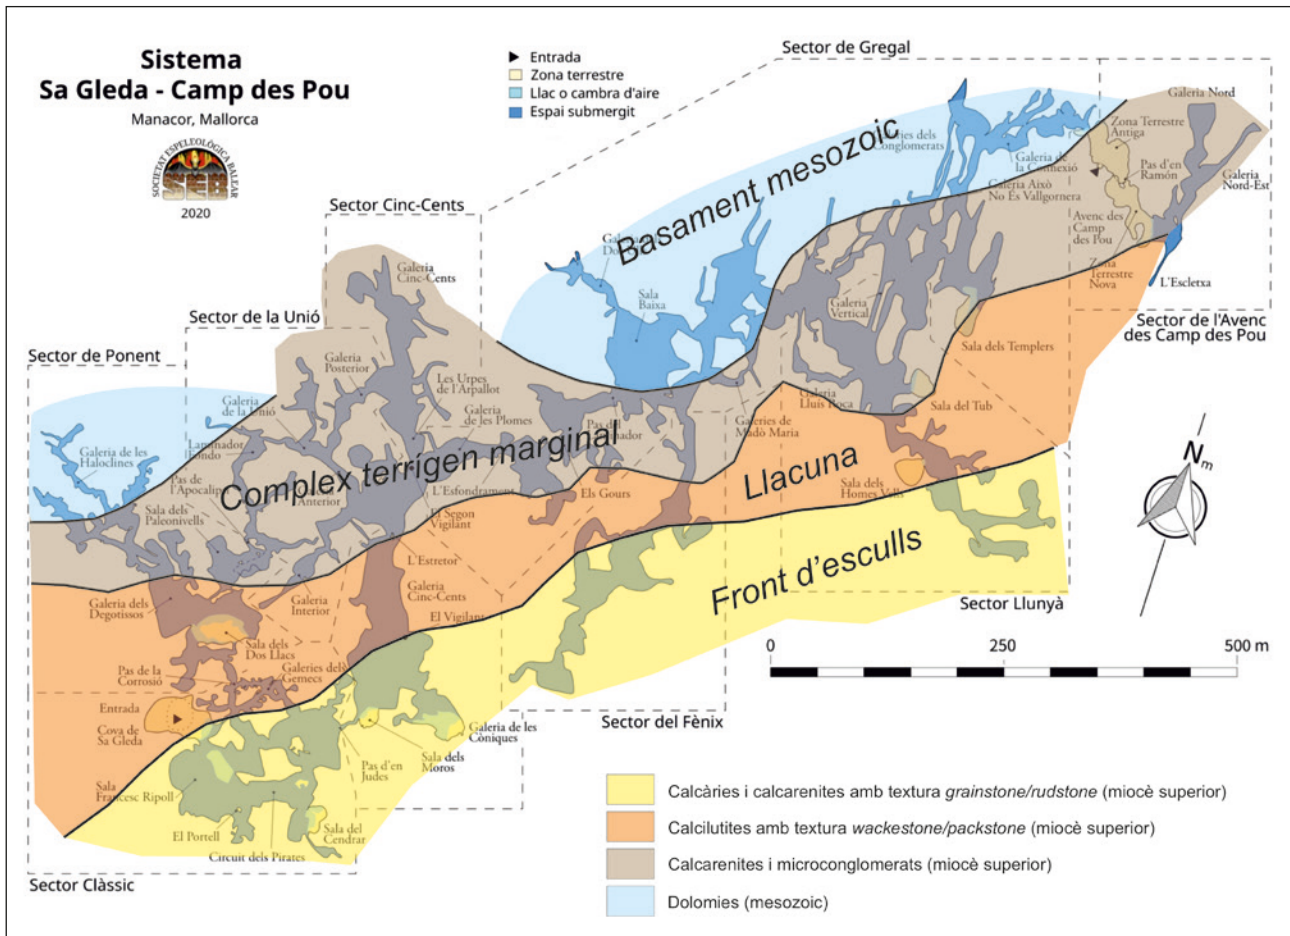 Sistema
Sa Gleda - Camp des Pou
Manacor, Mallorca
SOCIETAT ESPELEOLÒGICA BALEAR
SEB
2020
Entrada
Zona terrestre
Llac o cambra d'aire
Espai submergit
Sector de Gregal
Sector Cinc-Cents
Sector de la Unió
Sector de Ponent
Sector de l'Avenc
des Camp des Pou
Sector Llunyà
Sector del Fènix
Sector Clàssic
Basament mesozoic
Complex terrígen marginal
Llacuna
Front d'esculls
Galeria Nord
Zona Terrestre
Antiga
Pas d'en
Ramón
Galeria
Nord-Est
Avenc des
Camp
des Pou
Zona
Terrestre
Nova
L'Escletxa
Conglomerats
Galeria de
la Connexió
Galeria Això
No És Vallgornera
Sala
Baixa
Galeria
Vertical
Sala dels Templers
Galeria
Lluís Roca
Sala del Tub
Galeries de
Madò Maria
Sala dels
Homes Vells
Galeria
Cinc-Cents
Galeria
Posterior
Les Urpes
de l'Arpallot
Galeria
de les Plomes
Galeria
de la Unió
Galeria de les
Haloclines
Pas de
l'Apocalipsi
Sala dels
Paleonivells
Anterior
L'Esfondrament
Pas del
Els Gours
El Segon
Vigilant
L'Estretor
Galeria
Cinc-Cents
El Vigilant
Galeria
Interior
Galeria dels
Degotissos
Sala dels
Dos Llacs
Pas de la
Corrosió
Galeries dels
Gemecs
Entrada
Cova de
Sa Gleda
Sala
Francesc Ripoll
El Portell
Circuit dels Pirates
Sala del
Cendrar
Pas d'en
Judes
Sala dels
Moros
Galeria de les
Còniques
N m
0 250 500 m
Calcàries i calcarenites amb textura grainstone/rudstone (miocè superior)
Calcilutites amb textura wackestone/packstone (miocè superior)
Calcarenites i microconglomerats (miocè superior)
Dolomies (mesozoic)